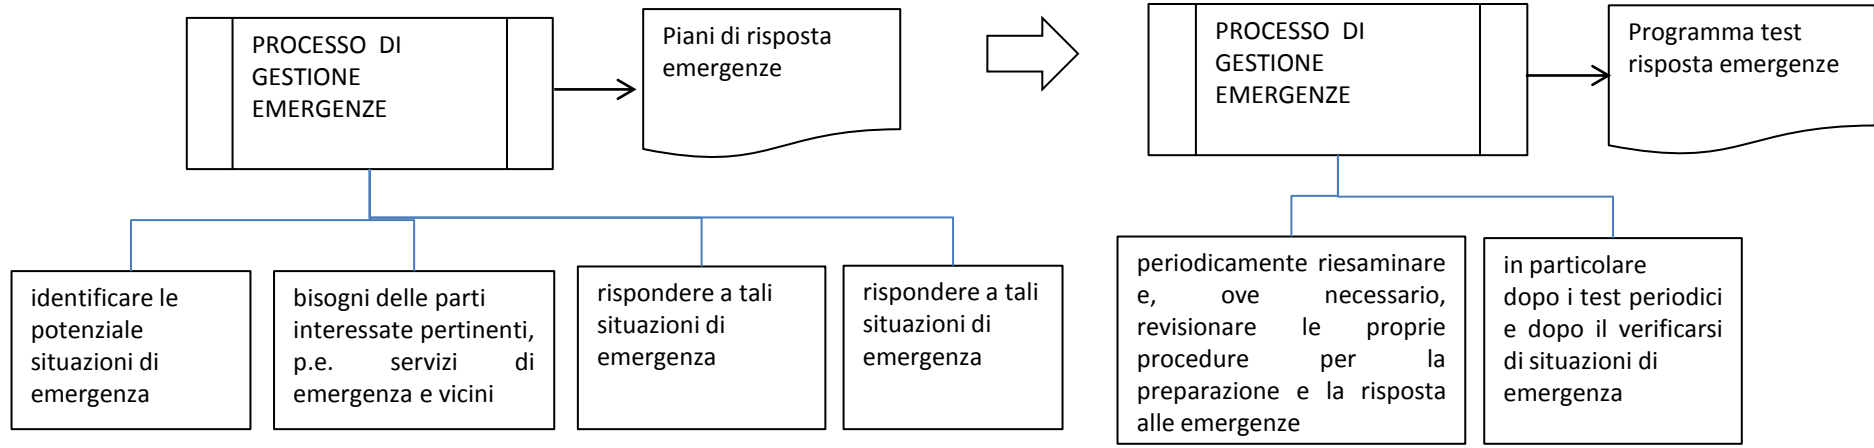 PROCESSO DI
GESTIONE
EMERGENZE
Piani di risposta
emergenze
PROCESSO DI
GESTIONE
EMERGENZE
Programma test
risposta emergenze
identificare le
potenziale
situazioni di
emergenza
bisogni delle parti
interessate pertinenti,
p.e. servizi di
emergenza e vicini
rispondere a tali
situazioni di
emergenza
rispondere a tali
situazioni di
emergenza
periodicamente riesaminare
e, ove necessario,
revisionare le proprie
procedure per la
preparazione e la risposta
alle emergenze
in particolare
dopo i test periodici
e dopo il verificarsi
di situazioni di
emergenza